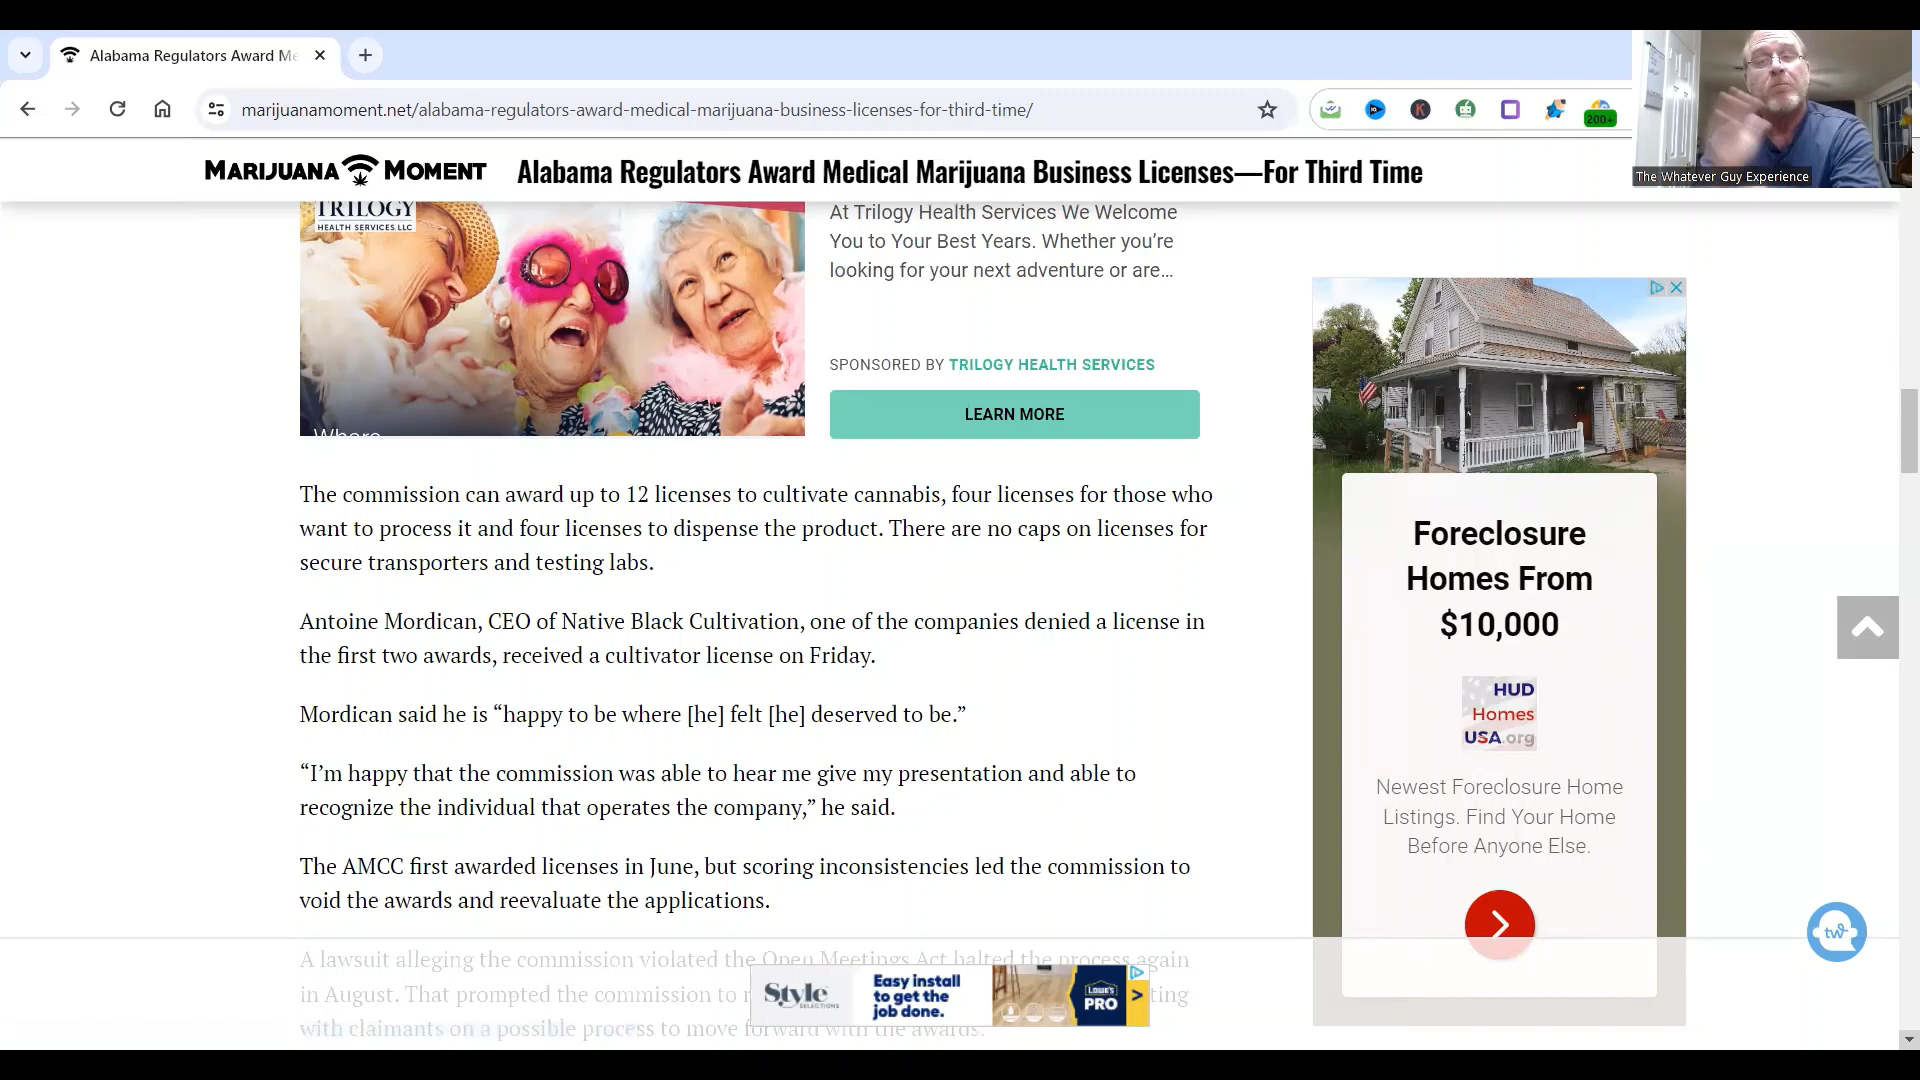 Alabama Regulators Award Me
marijuanamoment.net/alabama-regulators-award-medical-marijuana-business-licenses-for-third-time/
K
200+
MARIJUANA MOMENT
Alabama Regulators Award Medical Marijuana Business Licenses—For Third Time
The Whatever Guy Experience
TRILOGY
HEALTH SERVICES, LLC
Where
At Trilogy Health Services We Welcome
You to Your Best Years. Whether you’re
looking for your next adventure or are...
SPONSORED BY TRILOGY HEALTH SERVICES
LEARN MORE
The commission can award up to 12 licenses to cultivate cannabis, four licenses for those who
want to process it and four licenses to dispense the product. There are no caps on licenses for
secure transporters and testing labs.
Antoine Mordican, CEO of Native Black Cultivation, one of the companies denied a license in
the first two awards, received a cultivator license on Friday.
Mordican said he is “happy to be where [he] felt [he] deserved to be.”
“I’m happy that the commission was able to hear me give my presentation and able to
recognize the individual that operates the company,” he said.
The AMCC first awarded licenses in June, but scoring inconsistencies led the commission to
void the awards and reevaluate the applications.
A lawsuit alleging the commission violated the Open Meetings Act halted the process again
in August. That prompted the commission to
with claimants on a possible process to move forward with the awards.
Style
SELECTIONS
Easy install
to get the
job done.
LOWE'S
PRO
Foreclosure
Homes From
$10,000
HUD
Homes
USA.org
Newest Foreclosure Home
Listings. Find Your Home
Before Anyone Else.
tw